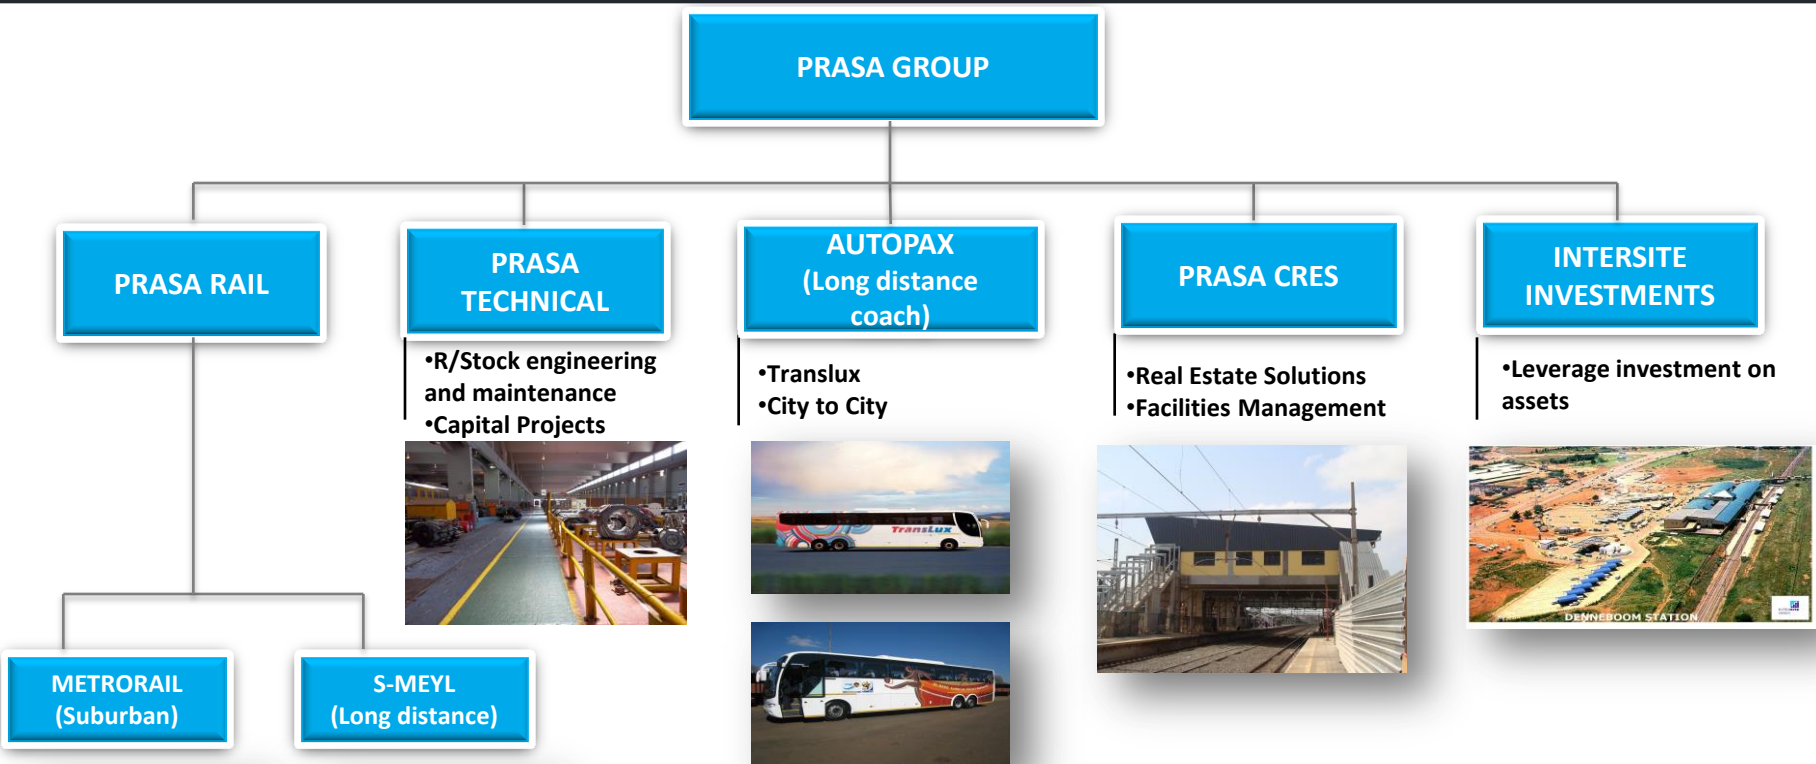 PRASA GROUP
PRASA RAIL
PRASA
TECHNICAL
AUTOPAX
(Long distance
coach)
PRASA CRES
INTERSITE
INVESTMENTS
•R/Stock engineering
and maintenance
•Capital Projects
•Translux
•City to City
•Real Estate Solutions
•Facilities Management
•Leverage investment on
assets
TRANSLUX
DENNEBOOM STATION
METRORAIL
(Suburban)
S-MEYL
(Long distance)